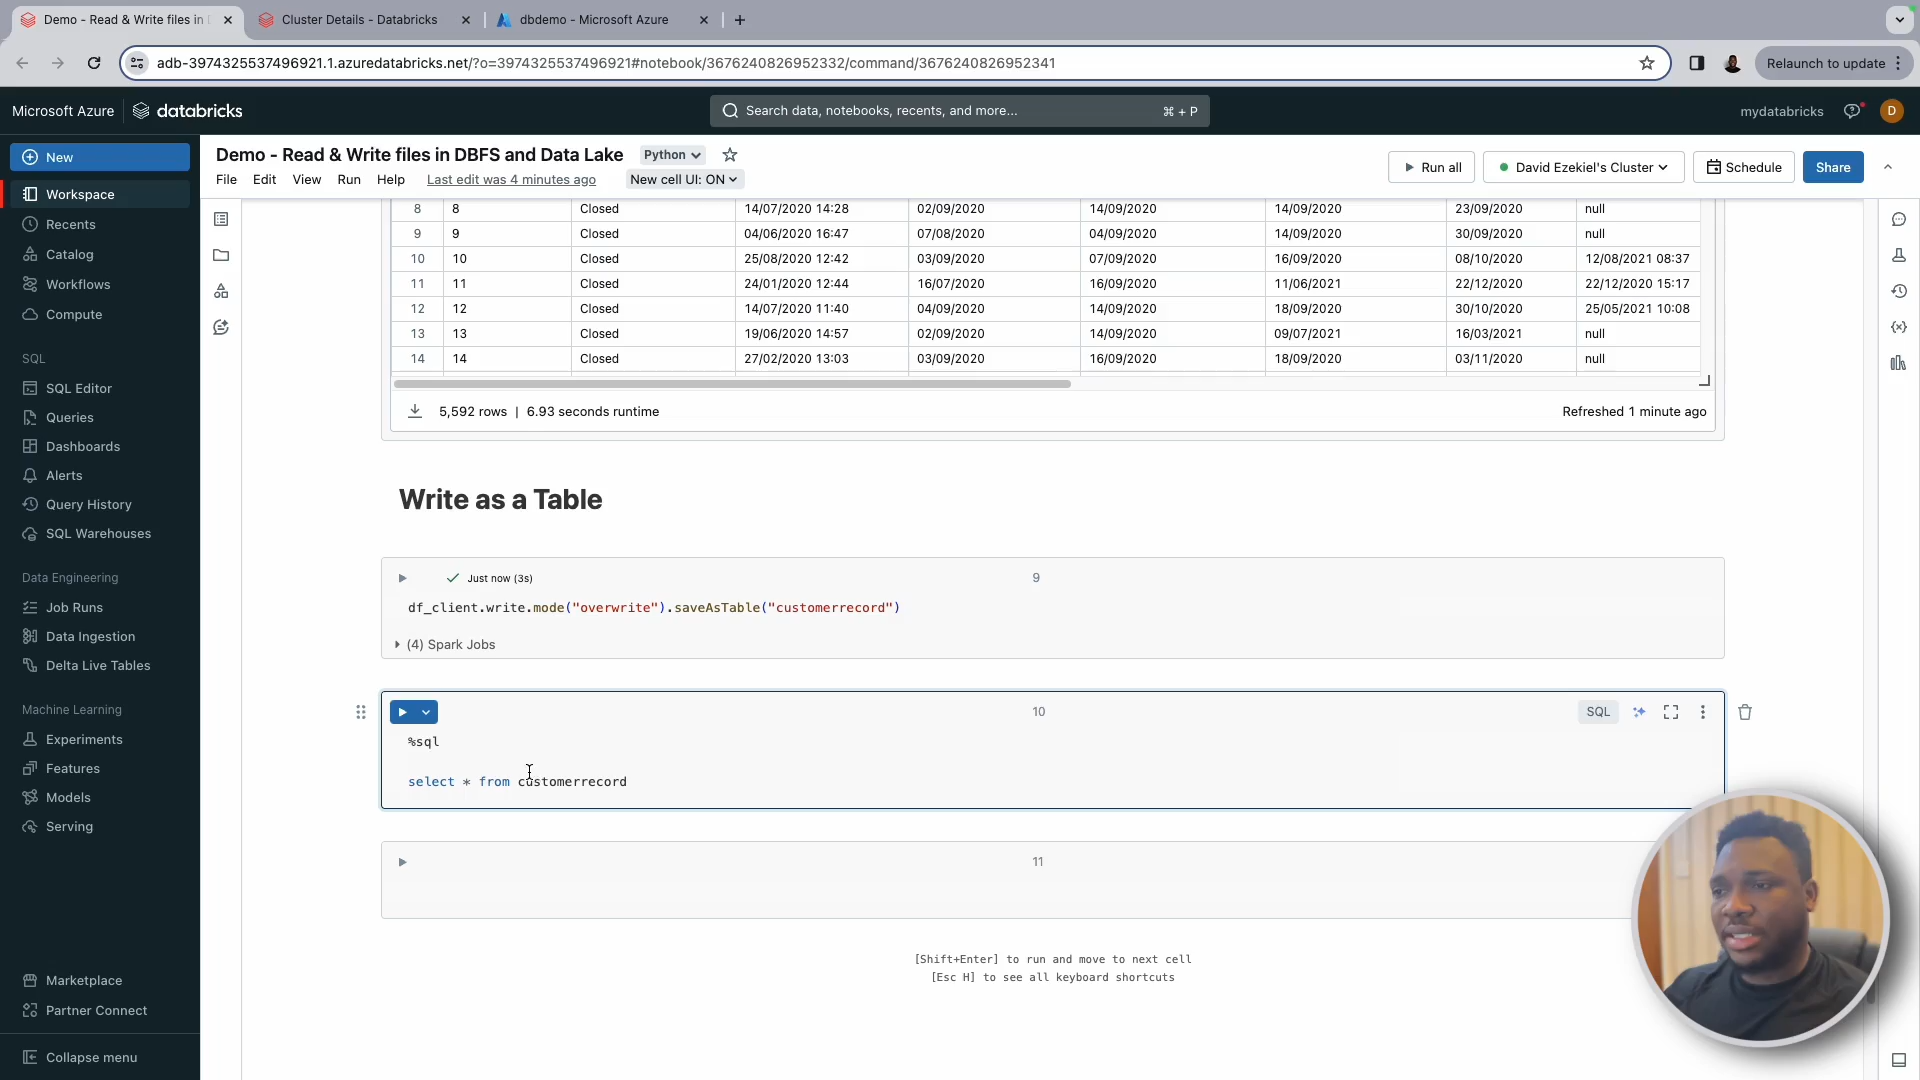 Demo - Read & Write files in D
Cluster Details - Databricks
dbdemo - Microsoft Azure
adb-3974325537496921.1.azuredatabricks.net/?o=3974325537496921#notebook/3676240826952332/command/3676240826952341
Relaunch to update
Microsoft Azure
databricks
Search data, notebooks, recents, and more...
⌘ + P
mydatabricks
D
New
Workspace
Recents
Catalog
Workflows
Compute
SQL
SQL Editor
Queries
Dashboards
Alerts
Query History
SQL Warehouses
Data Engineering
Job Runs
Data Ingestion
Delta Live Tables
Machine Learning
Experiments
Features
Models
Serving
Marketplace
Partner Connect
Collapse menu
Demo - Read & Write files in DBFS and Data Lake
Python
File Edit View Run Help Last edit was 4 minutes ago New cell UI: ON
Run all
David Ezekiel's Cluster
Schedule
Share
8 8 Closed 14/07/2020 14:28 02/09/2020 14/09/2020 14/09/2020 23/09/2020 null
9 9 Closed 04/06/2020 16:47 07/08/2020 04/09/2020 14/09/2020 30/09/2020 null
10 10 Closed 25/08/2020 12:42 03/09/2020 07/09/2020 16/09/2020 08/10/2020 12/08/2021 08:37
11 11 Closed 24/01/2020 12:44 16/07/2020 16/09/2020 11/06/2021 22/12/2020 22/12/2020 15:17
12 12 Closed 14/07/2020 11:40 04/09/2020 14/09/2020 18/09/2020 30/10/2020 25/05/2021 10:08
13 13 Closed 19/06/2020 14:57 02/09/2020 14/09/2020 09/07/2021 16/03/2021 null
14 14 Closed 27/02/2020 13:03 03/09/2020 16/09/2020 18/09/2020 03/11/2020 null
5,592 rows | 6.93 seconds runtime
Refreshed 1 minute ago
Write as a Table
Just now (3s)
9
df_client.write.mode("overwrite").saveAsTable("customerrecord")
(4) Spark Jobs
10
SQL
%sql
select * from customerrecord
11
[Shift+Enter] to run and move to next cell
[Esc H] to see all keyboard shortcuts